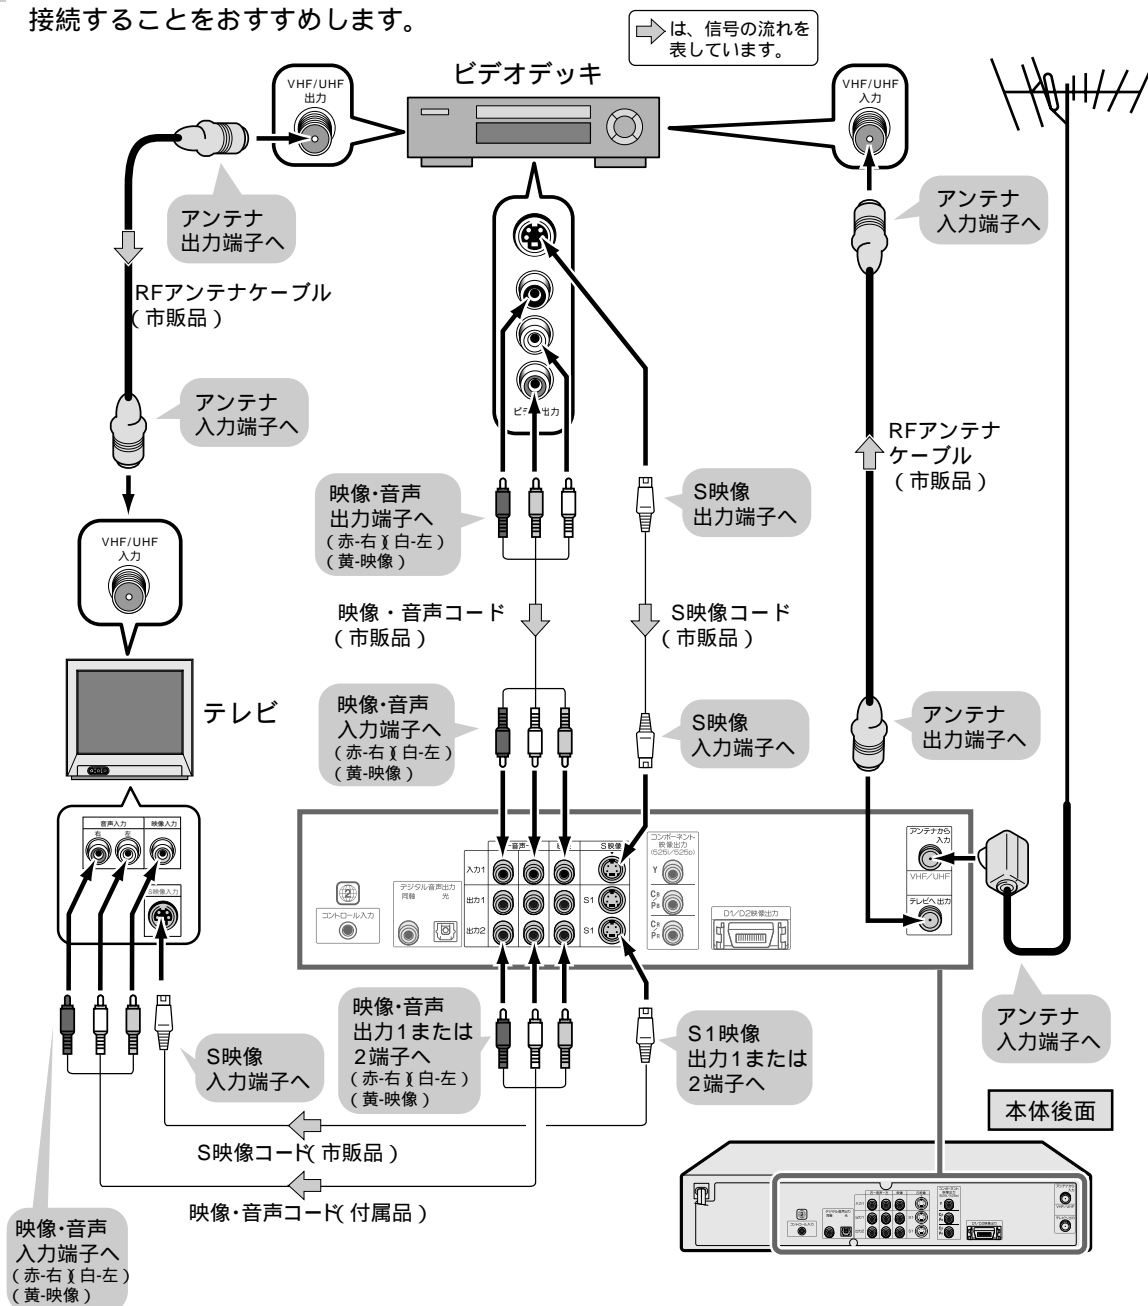 接続することをおすすめします。
は、信号の流れを
表しています。
ビデオデッキ
VHF/UHF
出力
VHF/UHF
入力
アンテナ
出力端子へ
アンテナ
入力端子へ
RFアンテナケーブル
(市販品)
アンテナ
入力端子へ
ビデオ出力
RFアンテナ
ケーブル
(市販品)
映像・音声
出力端子へ
(赤-右)(白-左)
(黄-映像)
S映像
出力端子へ
VHF/UHF
入力
映像・音声コード
(市販品)
S映像コード
(市販品)
テレビ
映像・音声
入力端子へ
(赤-右)(白-左)
(黄-映像)
S映像
入力端子へ
アンテナ
出力端子へ
音声入力
右 左
映像入力
S映像入力
S映像
コンポーネント
映像出力
(525i/525p)
アンテナから
入力
VHF/UHF
テレビへ出力
入力1
出力1
出力2
S1
S1
Y
CB
PB
CR
PR
デジタル音声出力
同軸 光
コントロール入力
D1/D2映像出力
S映像
入力端子へ
映像・音声
出力1または
2端子へ
(赤-右)(白-左)
(黄-映像)
S1映像
出力1または
2端子へ
アンテナ
入力端子へ
本体後面
S映像コード(市販品)
映像・音声コード(付属品)
映像・音声
入力端子へ
(赤-右)(白-左)
(黄-映像)